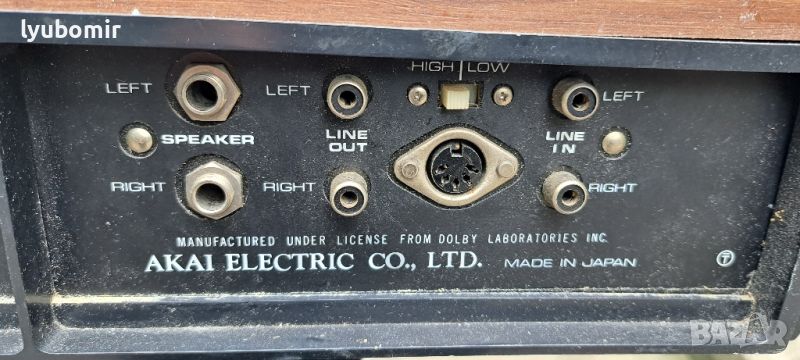 lyubomir
HIGH LOW
LEFT
LEFT
LEFT
SPEAKER
LINE OUT
LINE IN
RIGHT
RIGHT
RIGHT
MANUFACTURED UNDER LICENSE FROM DOLBY LABORATORIES INC.
AKAI ELECTRIC CO., LTD. MADE IN JAPAN
T
BAZAR